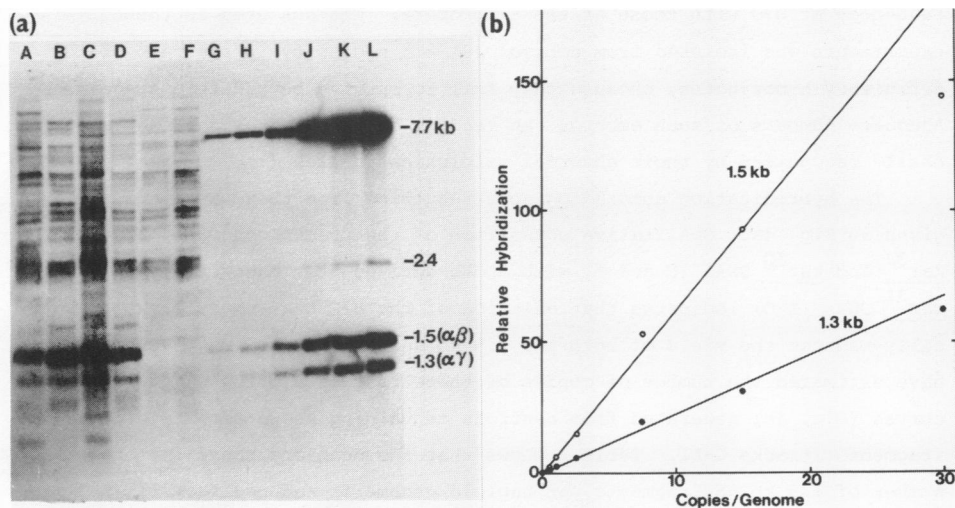 (a)
A B C D E F G H I J K L
-7.7 kb
-2.4
-1.5(αβ)
-1.3(αγ)
(b)
Relative Hybridization
150
100
50
0
1.5 kb
1.3 kb
0 10 20 30
Copies/Genome